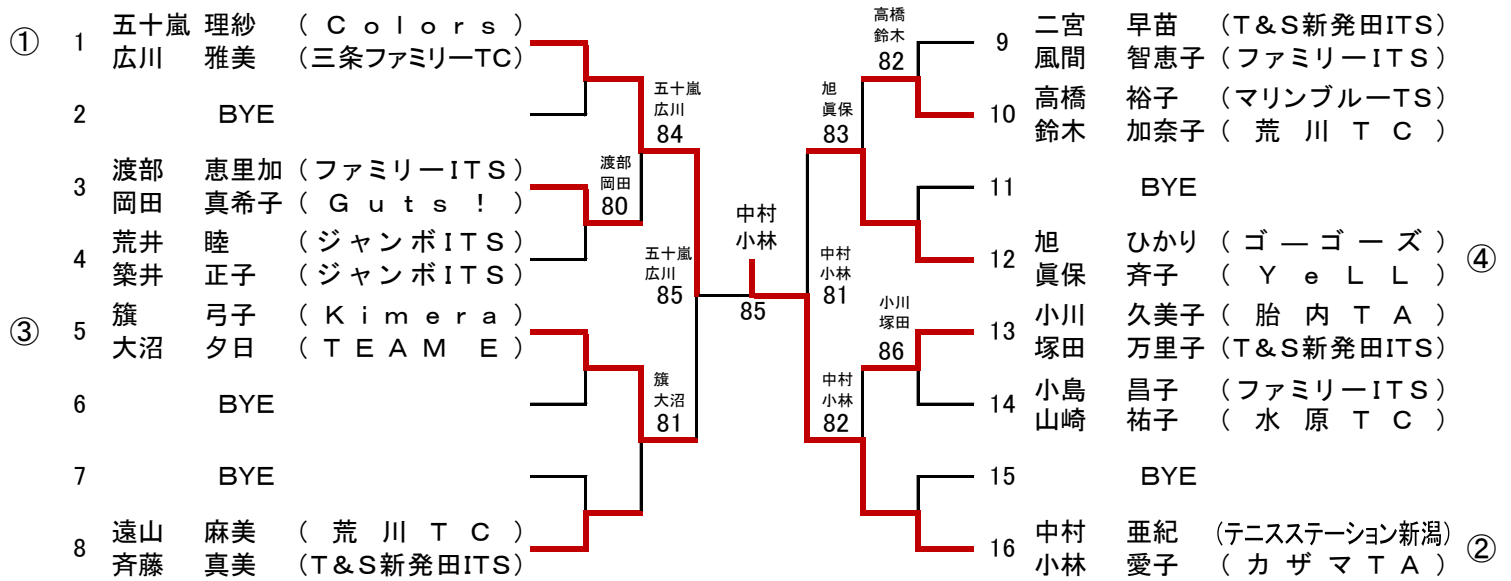 ① 1 五十嵐 理紗 (Colors)
広川 雅美 (三条ファミリーTC)
2 BYE
3 渡部 恵里加 (ファミリーITS)
岡田 真希子 (Guts!)
4 荒井 睦 (ジャンボITS)
築井 正子 (ジャンボITS)
③ 5 籏 弓子 (Kimera)
大沼 夕日 (TEAM E)
6 BYE
7 BYE
8 遠山 麻美 (荒川TC)
斉藤 真美 (T&S新発田ITS)
五十嵐
広川
84
渡部
岡田
80
五十嵐
広川
85
籏
大沼
81
中村
小林
85
高橋
鈴木
82
旭
眞保
83
中村
小林
81
小川
塚田
86
中村
小林
82
9 二宮 早苗 (T&S新発田ITS)
風間 智恵子 (ファミリーITS)
10 高橋 裕子 (マリンブルーTS)
鈴木 加奈子 (荒川TC)
11 BYE
12 旭 ひかり (ゴーゴーズ) ④
眞保 斉子 (YeLL)
13 小川 久美子 (胎内TA)
塚田 万里子 (T&S新発田ITS)
14 小島 昌子 (ファミリーITS)
山崎 祐子 (水原TC)
15 BYE
16 中村 亜紀 (テニスステーション新潟) ②
小林 愛子 (カザマTA)